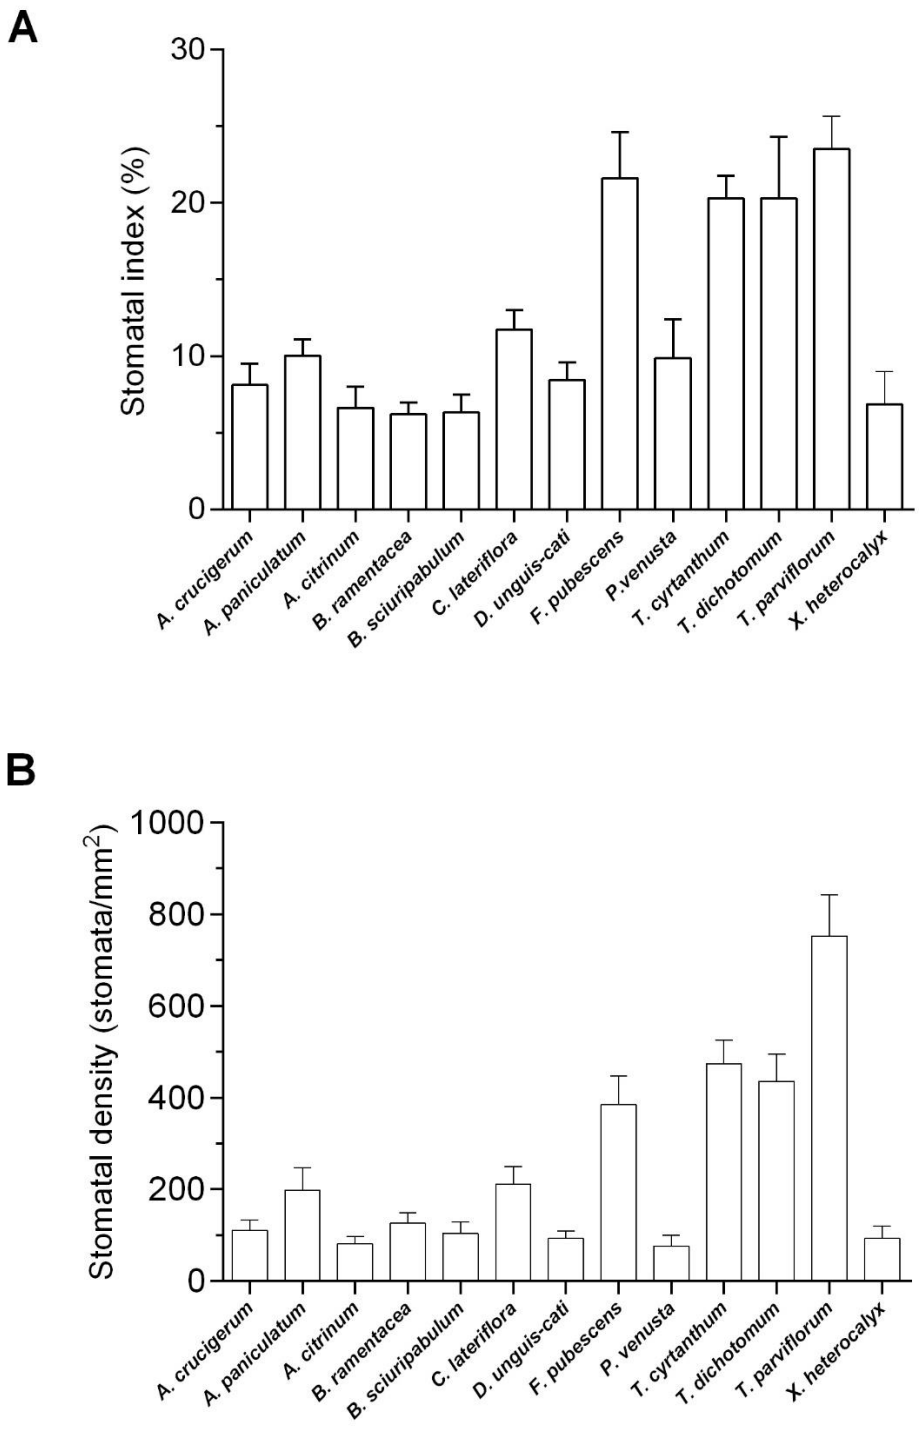 A
30
20
10
0
Stomatal index (%)
A. crucigerum
A. paniculatum
A. citrinum
B. ramentacea
B. sciuripabulum
C. lateriflora
D. unguis-cati
F. pubescens
P.venusta
T. cyrtanthum
T. dichotomum
T. parviflorum
X. heterocalyx
B
1000
800
600
400
200
0
Stomatal density (stomata/mm²)
A. crucigerum
A. paniculatum
A. citrinum
B. ramentacea
B. sciuripabulum
C. lateriflora
D. unguis-cati
F. pubescens
P. venusta
T. cyrtanthum
T. dichotomum
T. parviflorum
X. heterocalyx